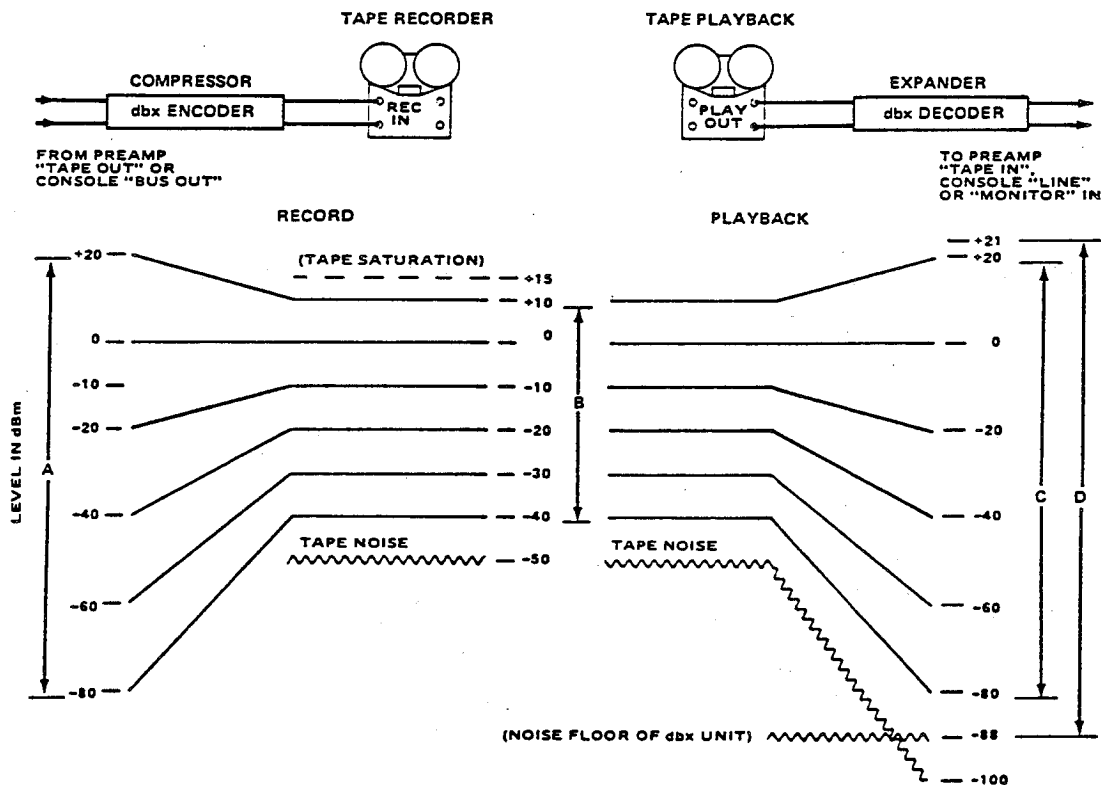 TAPE RECORDER
TAPE PLAYBACK
COMPRESSOR
dbx ENCODER
REC
IN
PLAY
OUT
EXPANDER
dbx DECODER
FROM PREAMP
"TAPE OUT" OR
CONSOLE "BUS OUT"
TO PREAMP
"TAPE IN",
CONSOLE "LINE"
OR "MONITOR" IN
RECORD
PLAYBACK
LEVEL IN dBm
+20
0
-10
-20
-40
-60
-80
A
(TAPE SATURATION)
+15
+10
0
-10
-20
-30
-40
TAPE NOISE
-50
B
TAPE NOISE
(NOISE FLOOR OF dbx UNIT)
+21
+20
0
-20
-40
-60
-80
-88
-100
C
D